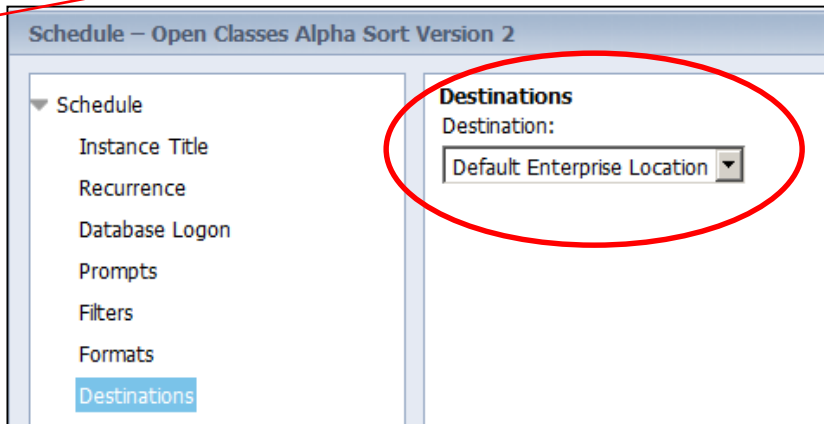 Schedule – Open Classes Alpha Sort Version 2
Schedule
Instance Title
Recurrence
Database Logon
Prompts
Filters
Formats
Destinations
Destinations
Destination:
Default Enterprise Location